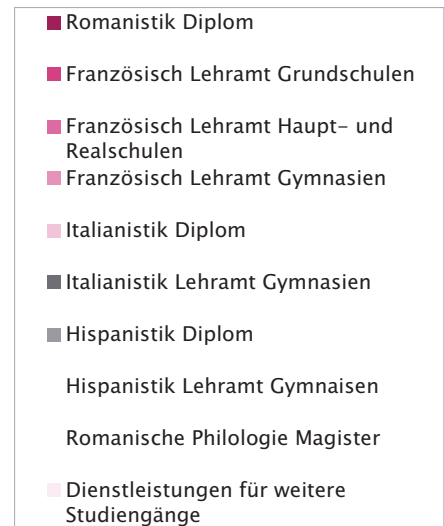 Romanistik Diplom
Französisch Lehramt Grundschulen
Französisch Lehramt Haupt- und
Realschulen
Französisch Lehramt Gymnasien
Italianistik Diplom
Italianistik Lehramt Gymnasien
Hispanistik Diplom
Hispanistik Lehramt Gymnaisen
Romanische Philologie Magister
Dienstleistungen für weitere
Studiengänge